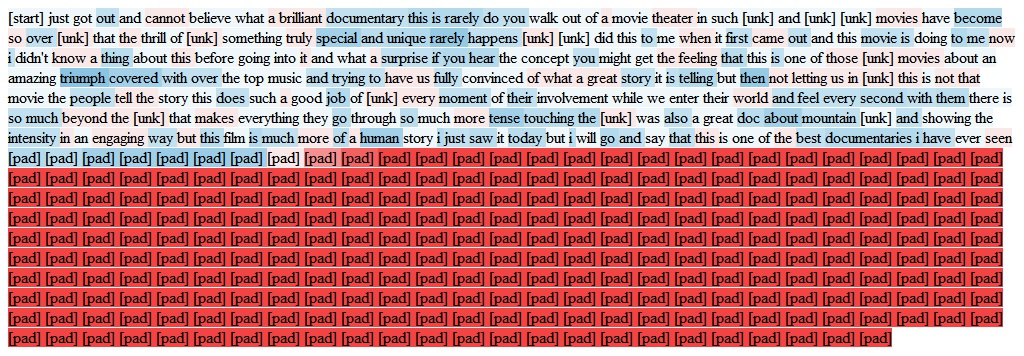 [start] just got out and cannot believe what a brilliant documentary this is rarely do you walk out of a movie theater in such [unk] and [unk] [unk] movies have become
so over [unk] that the thrill of [unk] something truly special and unique rarely happens [unk] [unk] did this to me when it first came out and this movie is doing to me now
i didn't know a thing about this before going into it and what a surprise if you hear the concept you might get the feeling that this is one of those [unk] movies about an
amazing triumph covered with over the top music and trying to have us fully convinced of what a great story it is telling but then not letting us in [unk] this is not that
movie the people tell the story this does such a good job of [unk] every moment of their involvement while we enter their world and feel every second with them there is
so much beyond the [unk] that makes everything they go through so much more tense touching the [unk] was also a great doc about mountain [unk] and showing the
intensity in an engaging way but this film is much more of a human story i just saw it today but i will go and say that this is one of the best documentaries i have ever seen
[pad] [pad] [pad] [pad] [pad] [pad] [pad] [pad] [pad] [pad] [pad] [pad] [pad] [pad] [pad] [pad] [pad] [pad] [pad] [pad] [pad] [pad] [pad] [pad] [pad] [pad] [pad]
[pad] [pad] [pad] [pad] [pad] [pad] [pad] [pad] [pad] [pad] [pad] [pad] [pad] [pad] [pad] [pad] [pad] [pad] [pad] [pad] [pad] [pad] [pad] [pad] [pad] [pad] [pad]
[pad] [pad] [pad] [pad] [pad] [pad] [pad] [pad] [pad] [pad] [pad] [pad] [pad] [pad] [pad] [pad] [pad] [pad] [pad] [pad] [pad] [pad] [pad] [pad] [pad] [pad] [pad]
[pad] [pad] [pad] [pad] [pad] [pad] [pad] [pad] [pad] [pad] [pad] [pad] [pad] [pad] [pad] [pad] [pad] [pad] [pad] [pad] [pad] [pad] [pad] [pad] [pad] [pad] [pad]
[pad] [pad] [pad] [pad] [pad] [pad] [pad] [pad] [pad] [pad] [pad] [pad] [pad] [pad] [pad] [pad] [pad] [pad] [pad] [pad] [pad] [pad] [pad] [pad] [pad] [pad] [pad]
[pad] [pad] [pad] [pad] [pad] [pad] [pad] [pad] [pad] [pad] [pad] [pad] [pad] [pad] [pad] [pad] [pad] [pad] [pad] [pad] [pad] [pad] [pad] [pad] [pad] [pad] [pad]
[pad] [pad] [pad] [pad] [pad] [pad] [pad] [pad] [pad] [pad] [pad] [pad] [pad] [pad] [pad] [pad] [pad] [pad] [pad] [pad] [pad] [pad] [pad] [pad] [pad] [pad] [pad]
[pad] [pad] [pad] [pad] [pad] [pad] [pad] [pad] [pad] [pad] [pad] [pad] [pad] [pad] [pad] [pad] [pad] [pad] [pad] [pad] [pad] [pad] [pad] [pad] [pad] [pad] [pad]
[pad] [pad] [pad] [pad] [pad] [pad] [pad] [pad] [pad] [pad] [pad] [pad] [pad] [pad] [pad] [pad] [pad] [pad] [pad] [pad] [pad] [pad] [pad] [pad] [pad] [pad] [pad]
[pad] [pad] [pad] [pad] [pad] [pad] [pad] [pad] [pad] [pad] [pad] [pad] [pad] [pad] [pad] [pad] [pad] [pad] [pad] [pad] [pad] [pad] [pad] [pad]